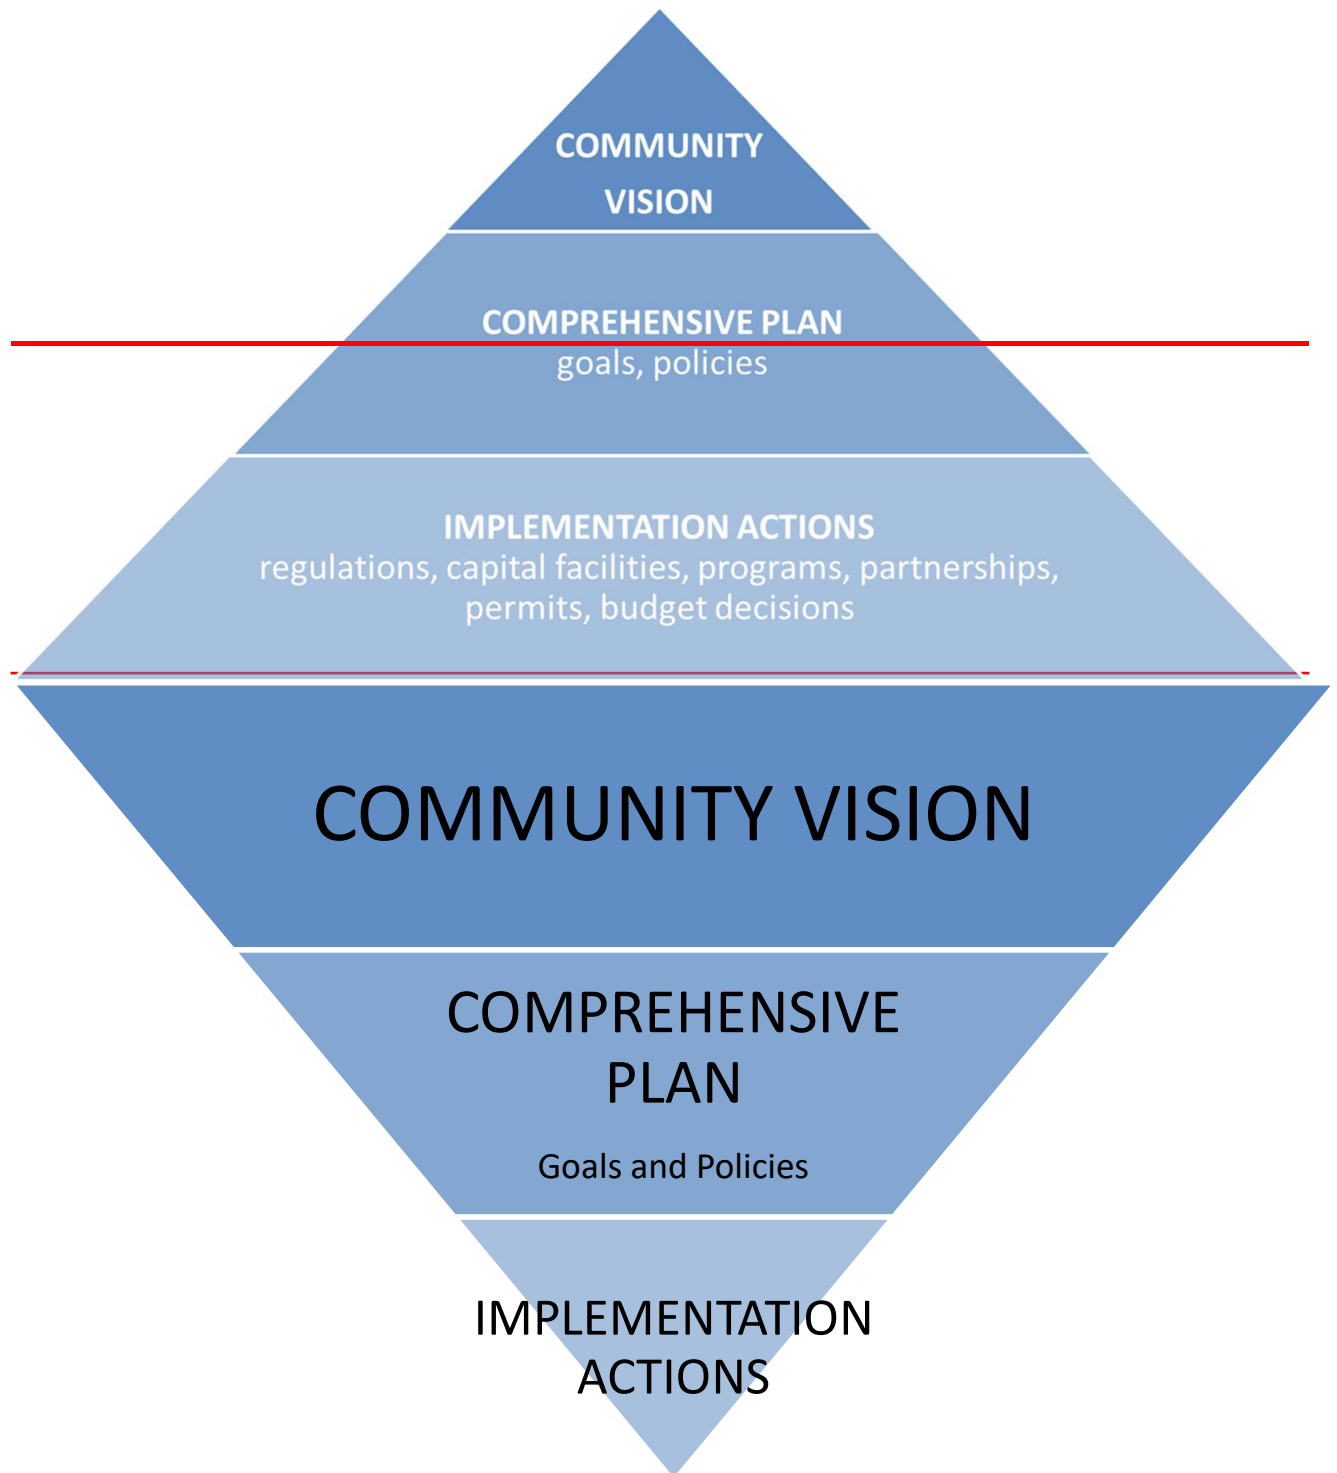 COMMUNITY
VISION
COMPREHENSIVE PLAN
goals, policies
IMPLEMENTATION ACTIONS
regulations, capital facilities, programs, partnerships,
permits, budget decisions
COMMUNITY VISION
COMPREHENSIVE
PLAN
Goals and Policies
IMPLEMENTATION
ACTIONS